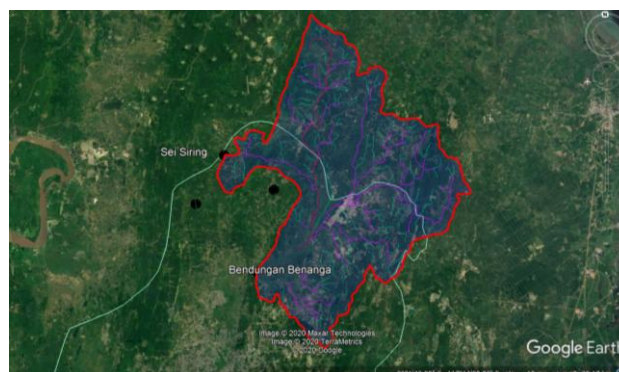 N
Sei Siring
Bendungan Benanga
Image © 2020 Maxar Technologies
Image © 2020 TerraMetrics
© 2020 Google
Google Earth